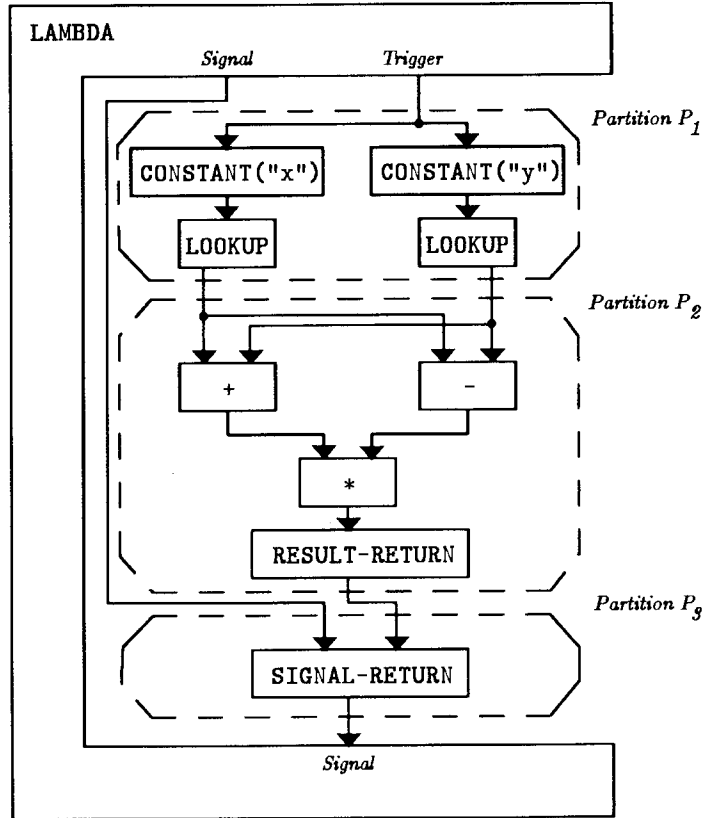 LAMBDA
Signal Trigger
Partition P1
CONSTANT("x") CONSTANT("y")
LOOKUP LOOKUP
Partition P2
+ -
*
RESULT-RETURN
Partition P3
SIGNAL-RETURN
Signal